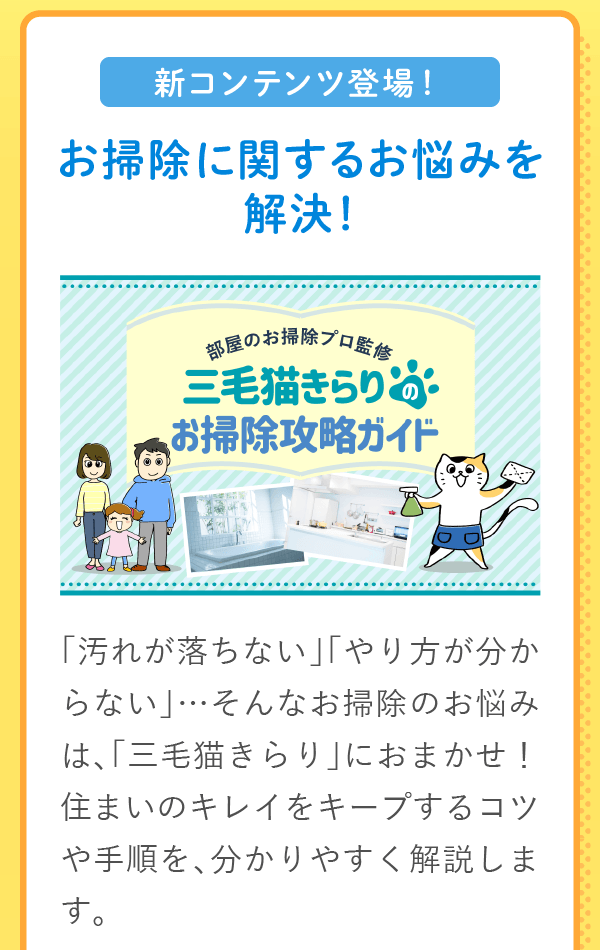 新コンテンツ登場！
お掃除に関するお悩みを
解決！
部屋のお掃除プロ監修
三毛猫きらりの
お掃除攻略ガイド
「汚れが落ちない」「やり方が分か
らない」…そんなお掃除のお悩み
は、「三毛猫きらり」におまかせ！
住まいのキレイをキープするコツ
や手順を、分かりやすく解説しま
す。